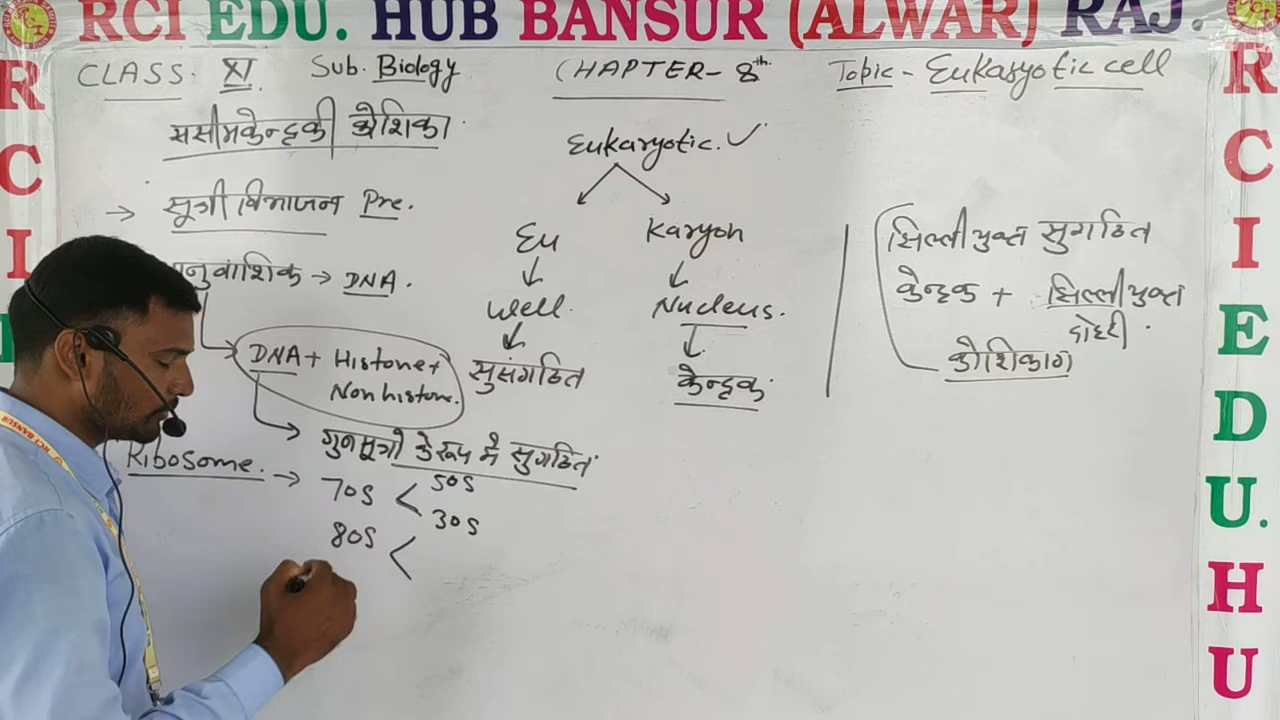 RCI EDU. HUB BANSUR (ALWAR) RAJ.
CLASS XI. Sub. Biology CHAPTER- 8th. Topic - Eukaryotic cell
ससीमकेन्द्रकी कोशिका
Eukaryotic. ✓
→ सूत्री विभाजन Pre.
Eu Karyon
झिल्लीयुक्त सुगठित
नुवांशिक → DNA.
Well. Nucleus.
केन्द्रक + झिल्लीयुक्त
दोहरी
DNA + Histone +
Nonhiston.
सुसंगठित केन्द्रक
कोशिकांग
गुनसूत्रो के रूप मे सुगठित
Ribosome. → 70S < 50S
30S
80S <
R
C
I
R
C
I
E
D
U.
H
U